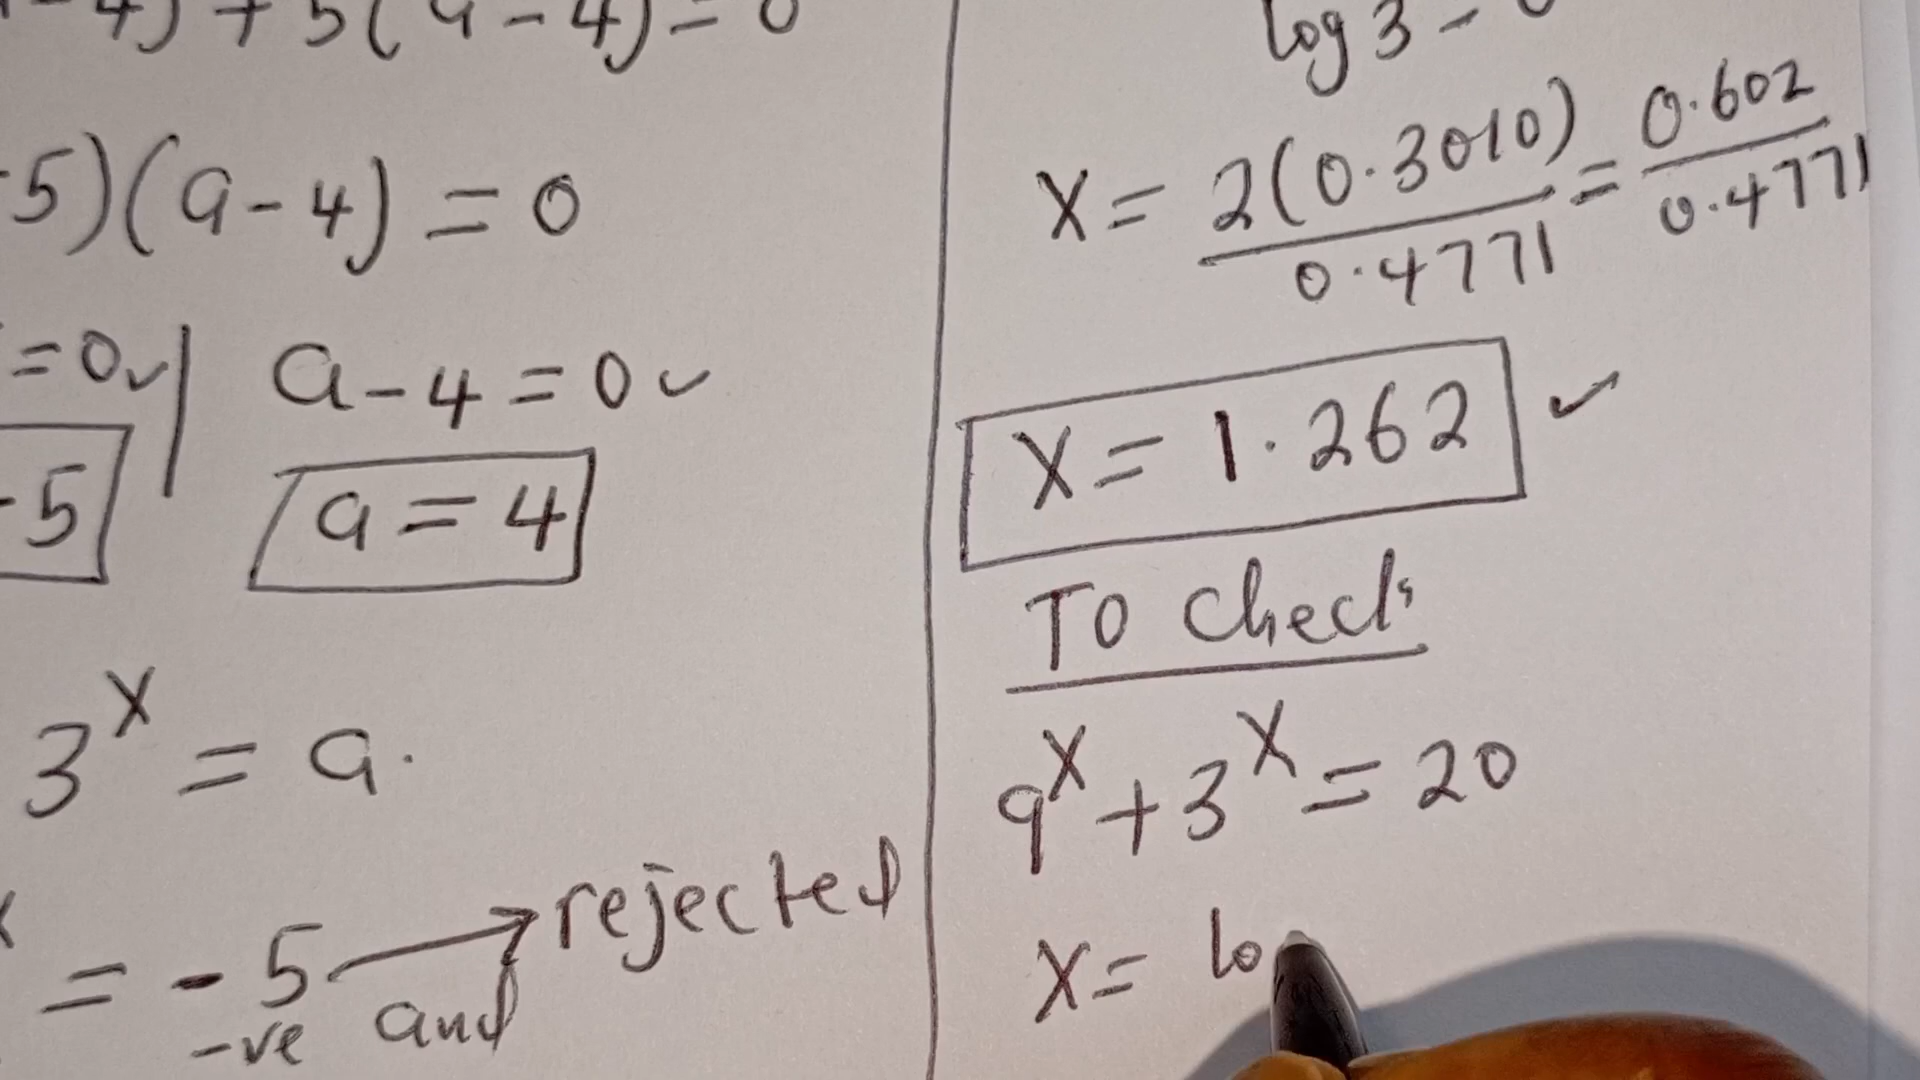 -4) + 5(a-4) = 0
5)(a-4) = 0
=0✓ | a-4=0✓
-5 a=4
3^x = a.
= -5 → rejected
-ve and
log 3
x = 2(0.3010)/0.4771 = 0.602/0.4771
x = 1.262 ✓
To Check
9^x + 3^x = 20
x = lo